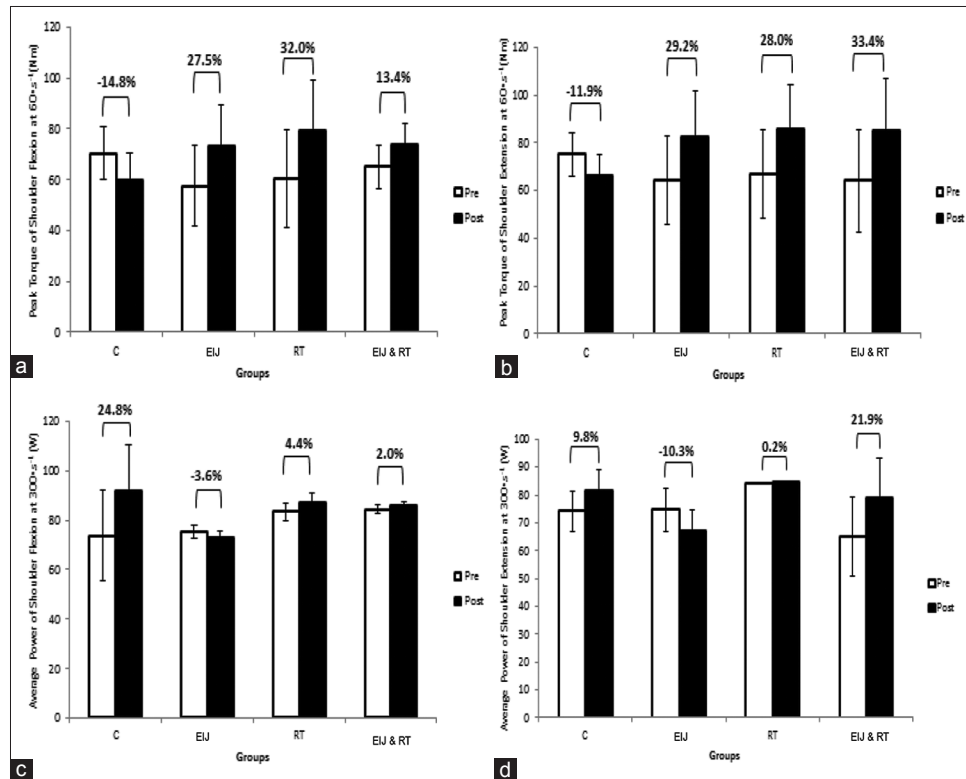 Peak Torque of Shoulder Flexion at 60°.s⁻¹(Nm)
120
100
80
60
40
20
0
-14.8%
27.5%
32.0%
13.4%
Pre
Post
C
EIJ
RT
EIJ & RT
Groups
a
Peak Torque of Shoulder Extension at 60°.s⁻¹(Nm)
120
100
80
60
40
20
0
-11.9%
29.2%
28.0%
33.4%
Pre
Post
C
EIJ
RT
EIJ & RT
Groups
b
Average Power of Shoulder Flexion at 300°.s⁻¹ (W)
120
100
80
60
40
20
0
24.8%
-3.6%
4.4%
2.0%
Pre
Post
C
EIJ
RT
EIJ & RT
Groups
c
Average Power of Shoulder Extension at 300°.s⁻¹ (W)
100
90
80
70
60
50
40
30
20
10
0
9.8%
-10.3%
0.2%
21.9%
Pre
Post
C
EIJ
RT
EIJ & RT
Groups
d